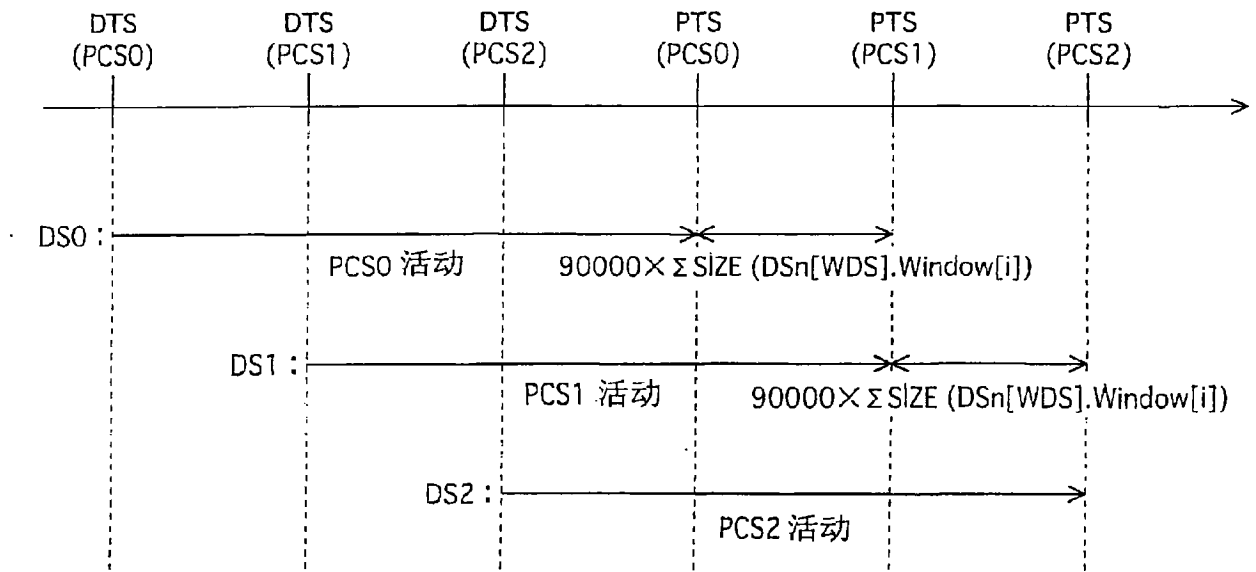 DTS DTS DTS PTS PTS PTS
(PCS0) (PCS1) (PCS2) (PCS0) (PCS1) (PCS2)
DS0 :
PCS0 活动 90000×ΣSIZE (DSn[WDS].Window[i])
DS1 :
PCS1 活动 90000×ΣSIZE (DSn[WDS].Window[i])
DS2 :
PCS2 活动